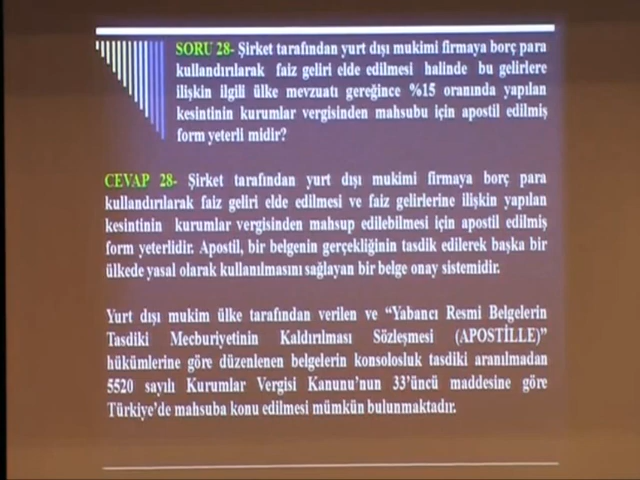 SORU 28- Şirket tarafından yurt dışı mukimi firmaya borç para
kullandırılarak faiz geliri elde edilmesi halinde bu gelirlere
ilişkin ilgili ülke mevzuatı gereğince %15 oranında yapılan
kesintinin kurumlar vergisinden mahsubu için apostil edilmiş
form yeterli midir?
CEVAP 28- Şirket tarafından yurt dışı mukimi firmaya borç para
kullandırılarak faiz geliri elde edilmesi ve faiz gelirlerine ilişkin yapılan
kesintinin kurumlar vergisinden mahsup edilebilmesi için apostil edilmiş
form yeterlidir. Apostil, bir belgenin gerçekliğinin tasdik edilerek başka bir
ülkede yasal olarak kullanılmasını sağlayan bir belge onay sistemidir.
Yurt dışı mukim ülke tarafından verilen ve “Yabancı Resmi Belgelerin
Tasdiki Mecburiyetinin Kaldırılması Sözleşmesi (APOSTİLLE)”
hükümlerine göre düzenlenen belgelerin konsolosluk tasdiki aranılmadan
5520 sayılı Kurumlar Vergisi Kanunu’nun 33’üncü maddesine göre
Türkiye’de mahsuba konu edilmesi mümkün bulunmaktadır.